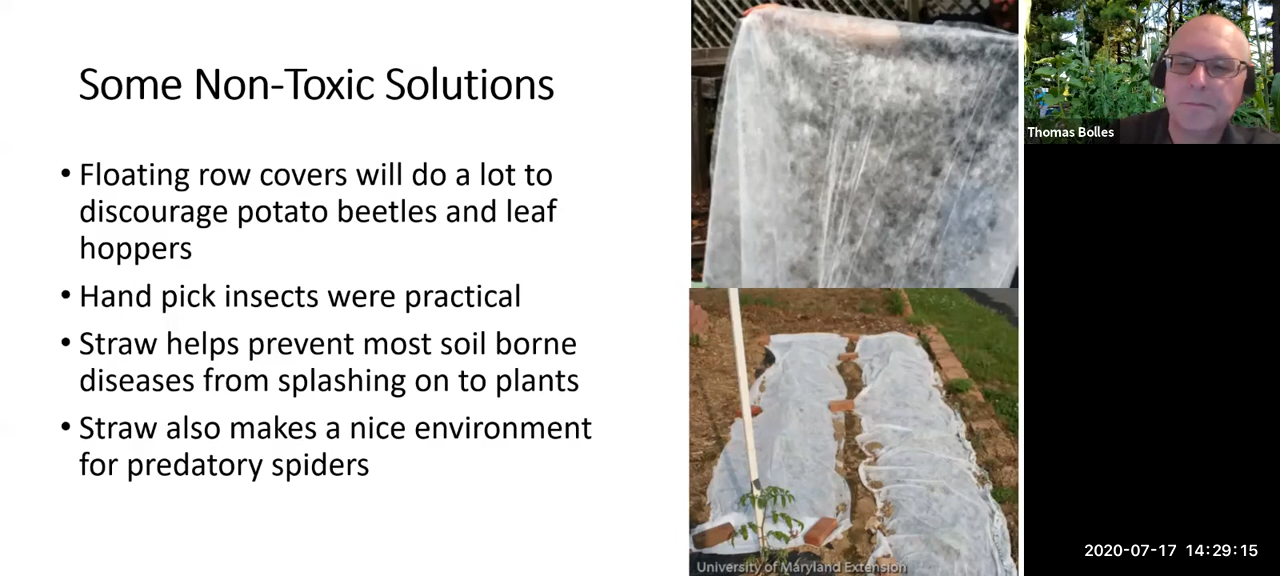 Some Non-Toxic Solutions
• Floating row covers will do a lot to
discourage potato beetles and leaf
hoppers
• Hand pick insects were practical
• Straw helps prevent most soil borne
diseases from splashing on to plants
• Straw also makes a nice environment
for predatory spiders
University of Maryland Extension
Thomas Bolles
2020-07-17 14:29:15